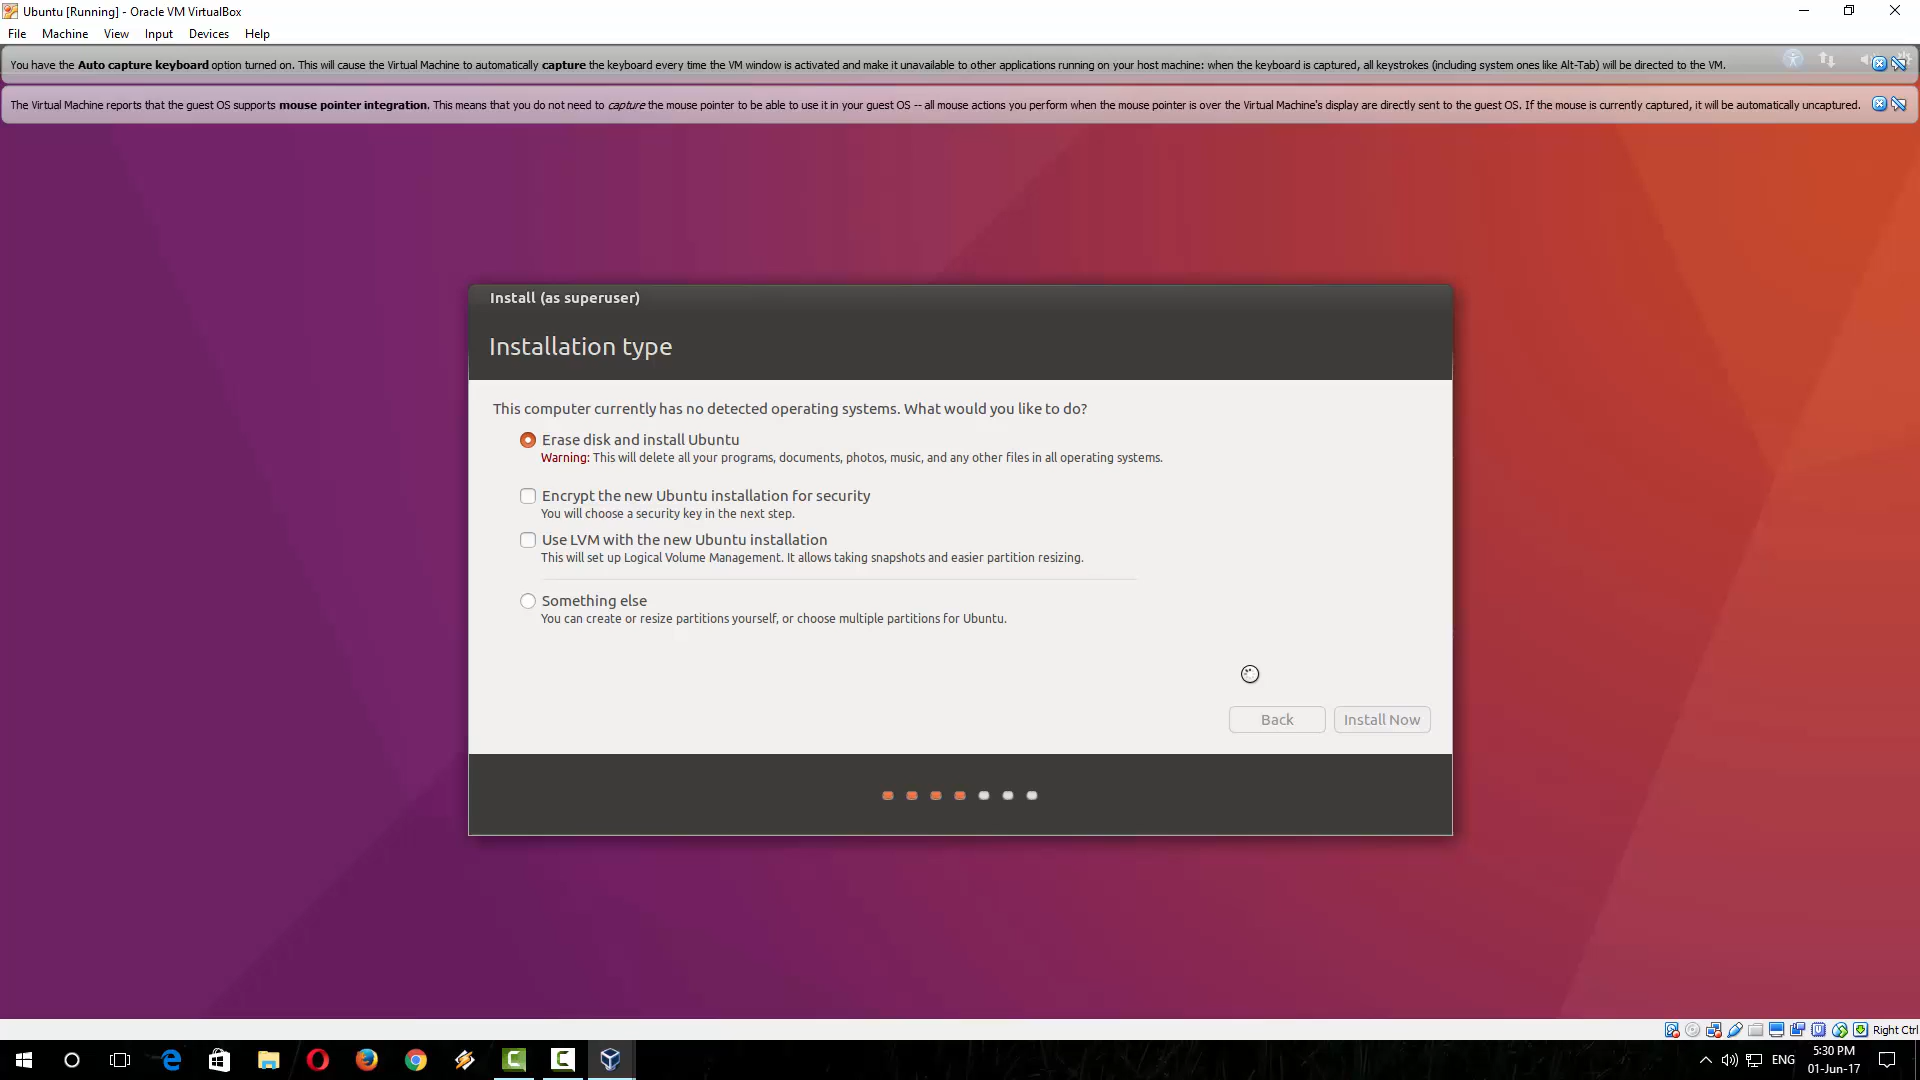 Ubuntu [Running] - Oracle VM VirtualBox
File Machine View Input Devices Help
You have the Auto capture keyboard option turned on. This will cause the Virtual Machine to automatically capture the keyboard every time the VM window is activated and make it unavailable to other applications running on your host machine: when the keyboard is captured, all keystrokes (including system ones like Alt-Tab) will be directed to the VM.
The Virtual Machine reports that the guest OS supports mouse pointer integration. This means that you do not need to capture the mouse pointer to be able to use it in your guest OS -- all mouse actions you perform when the mouse pointer is over the Virtual Machine's display are directly sent to the guest OS. If the mouse is currently captured, it will be automatically uncaptured.
Install (as superuser)
Installation type
This computer currently has no detected operating systems. What would you like to do?
Erase disk and install Ubuntu
Warning: This will delete all your programs, documents, photos, music, and any other files in all operating systems.
Encrypt the new Ubuntu installation for security
You will choose a security key in the next step.
Use LVM with the new Ubuntu installation
This will set up Logical Volume Management. It allows taking snapshots and easier partition resizing.
Something else
You can create or resize partitions yourself, or choose multiple partitions for Ubuntu.
Back Install Now
Right Ctrl
ENG 5:30 PM
01-Jun-17